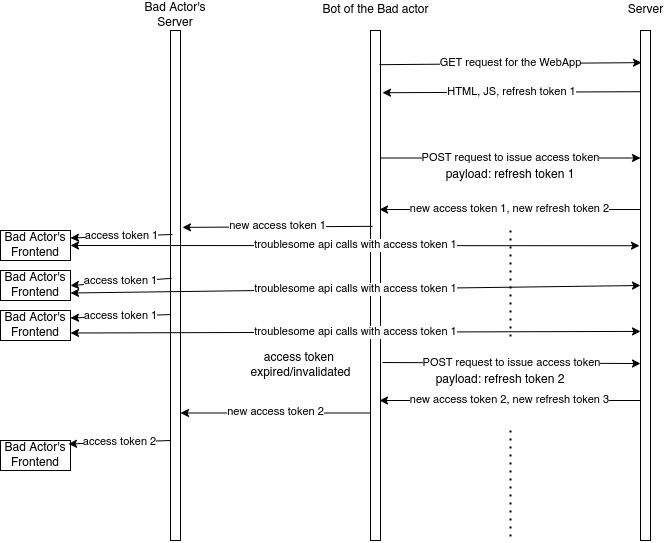 Bad Actor's
Server
Bot of the Bad actor
Server
GET request for the WebApp
HTML, JS, refresh token 1
POST request to issue access token
payload: refresh token 1
new access token 1, new refresh token 2
new access token 1
access token 1
Bad Actor's
Frontend
troublesome api calls with access token 1
access token 1
Bad Actor's
Frontend
troublesome api calls with access token 1
access token 1
Bad Actor's
Frontend
troublesome api calls with access token 1
access token
expired/invalidated
POST request to issue access token
payload: refresh token 2
new access token 2, new refresh token 3
new access token 2
access token 2
Bad Actor's
Frontend